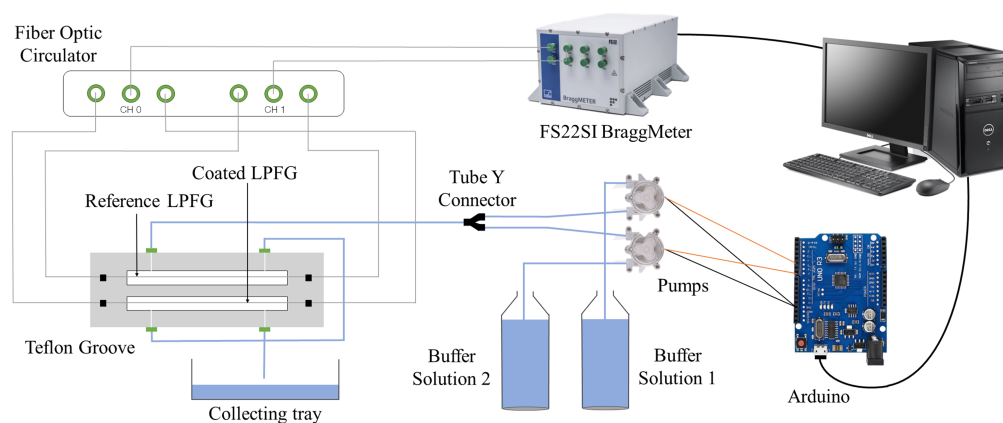 Fiber Optic
Circulator
CH 0
CH 1
BraggMETER
FS22SI BraggMeter
Coated LPFG
Reference LPFG
Tube Y
Connector
Pumps
UNO R3
DELL
Teflon Groove
Buffer
Solution 2
Buffer
Solution 1
Arduino
Collecting tray